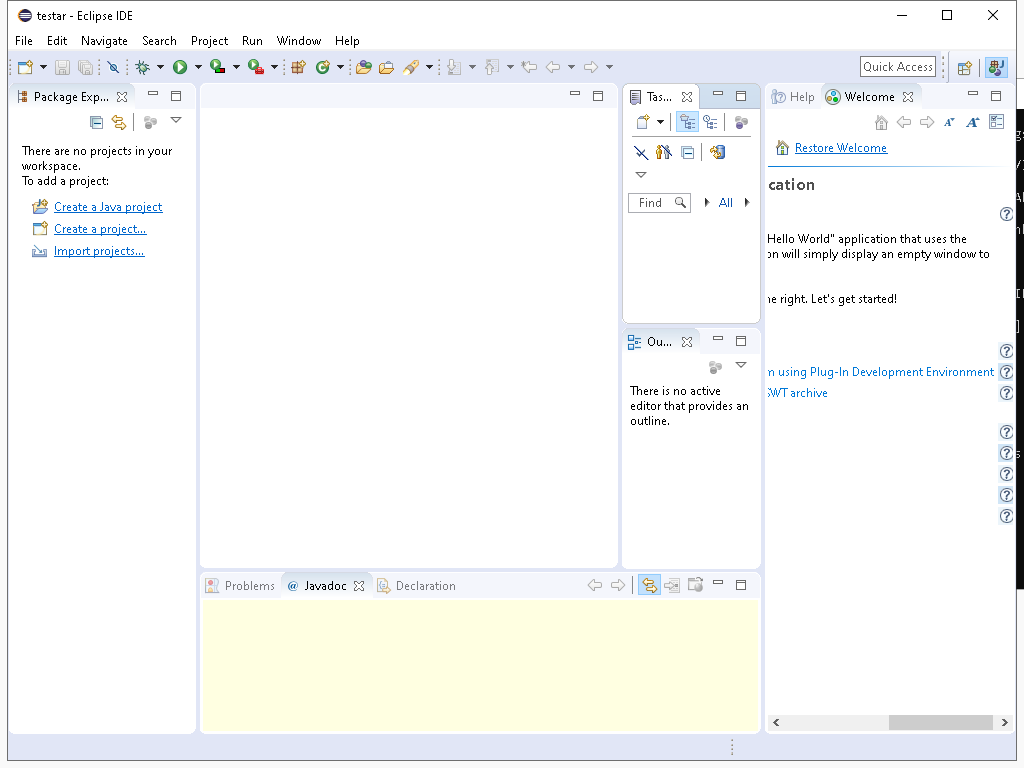 testar - Eclipse IDE
File Edit Navigate Search Project Run Window Help
Quick Access
Package Exp...
There are no projects in your
workspace.
To add a project:
Create a Java project
Create a project...
Import projects...
Tas...
Find
All
Ou...
There is no active
editor that provides an
outline.
Help
Welcome
Restore Welcome
cation
Hello World" application that uses the
on will simply display an empty window to
he right. Let's get started!
n using Plug-In Development Environment
SWT archive
Problems
@ Javadoc
Declaration